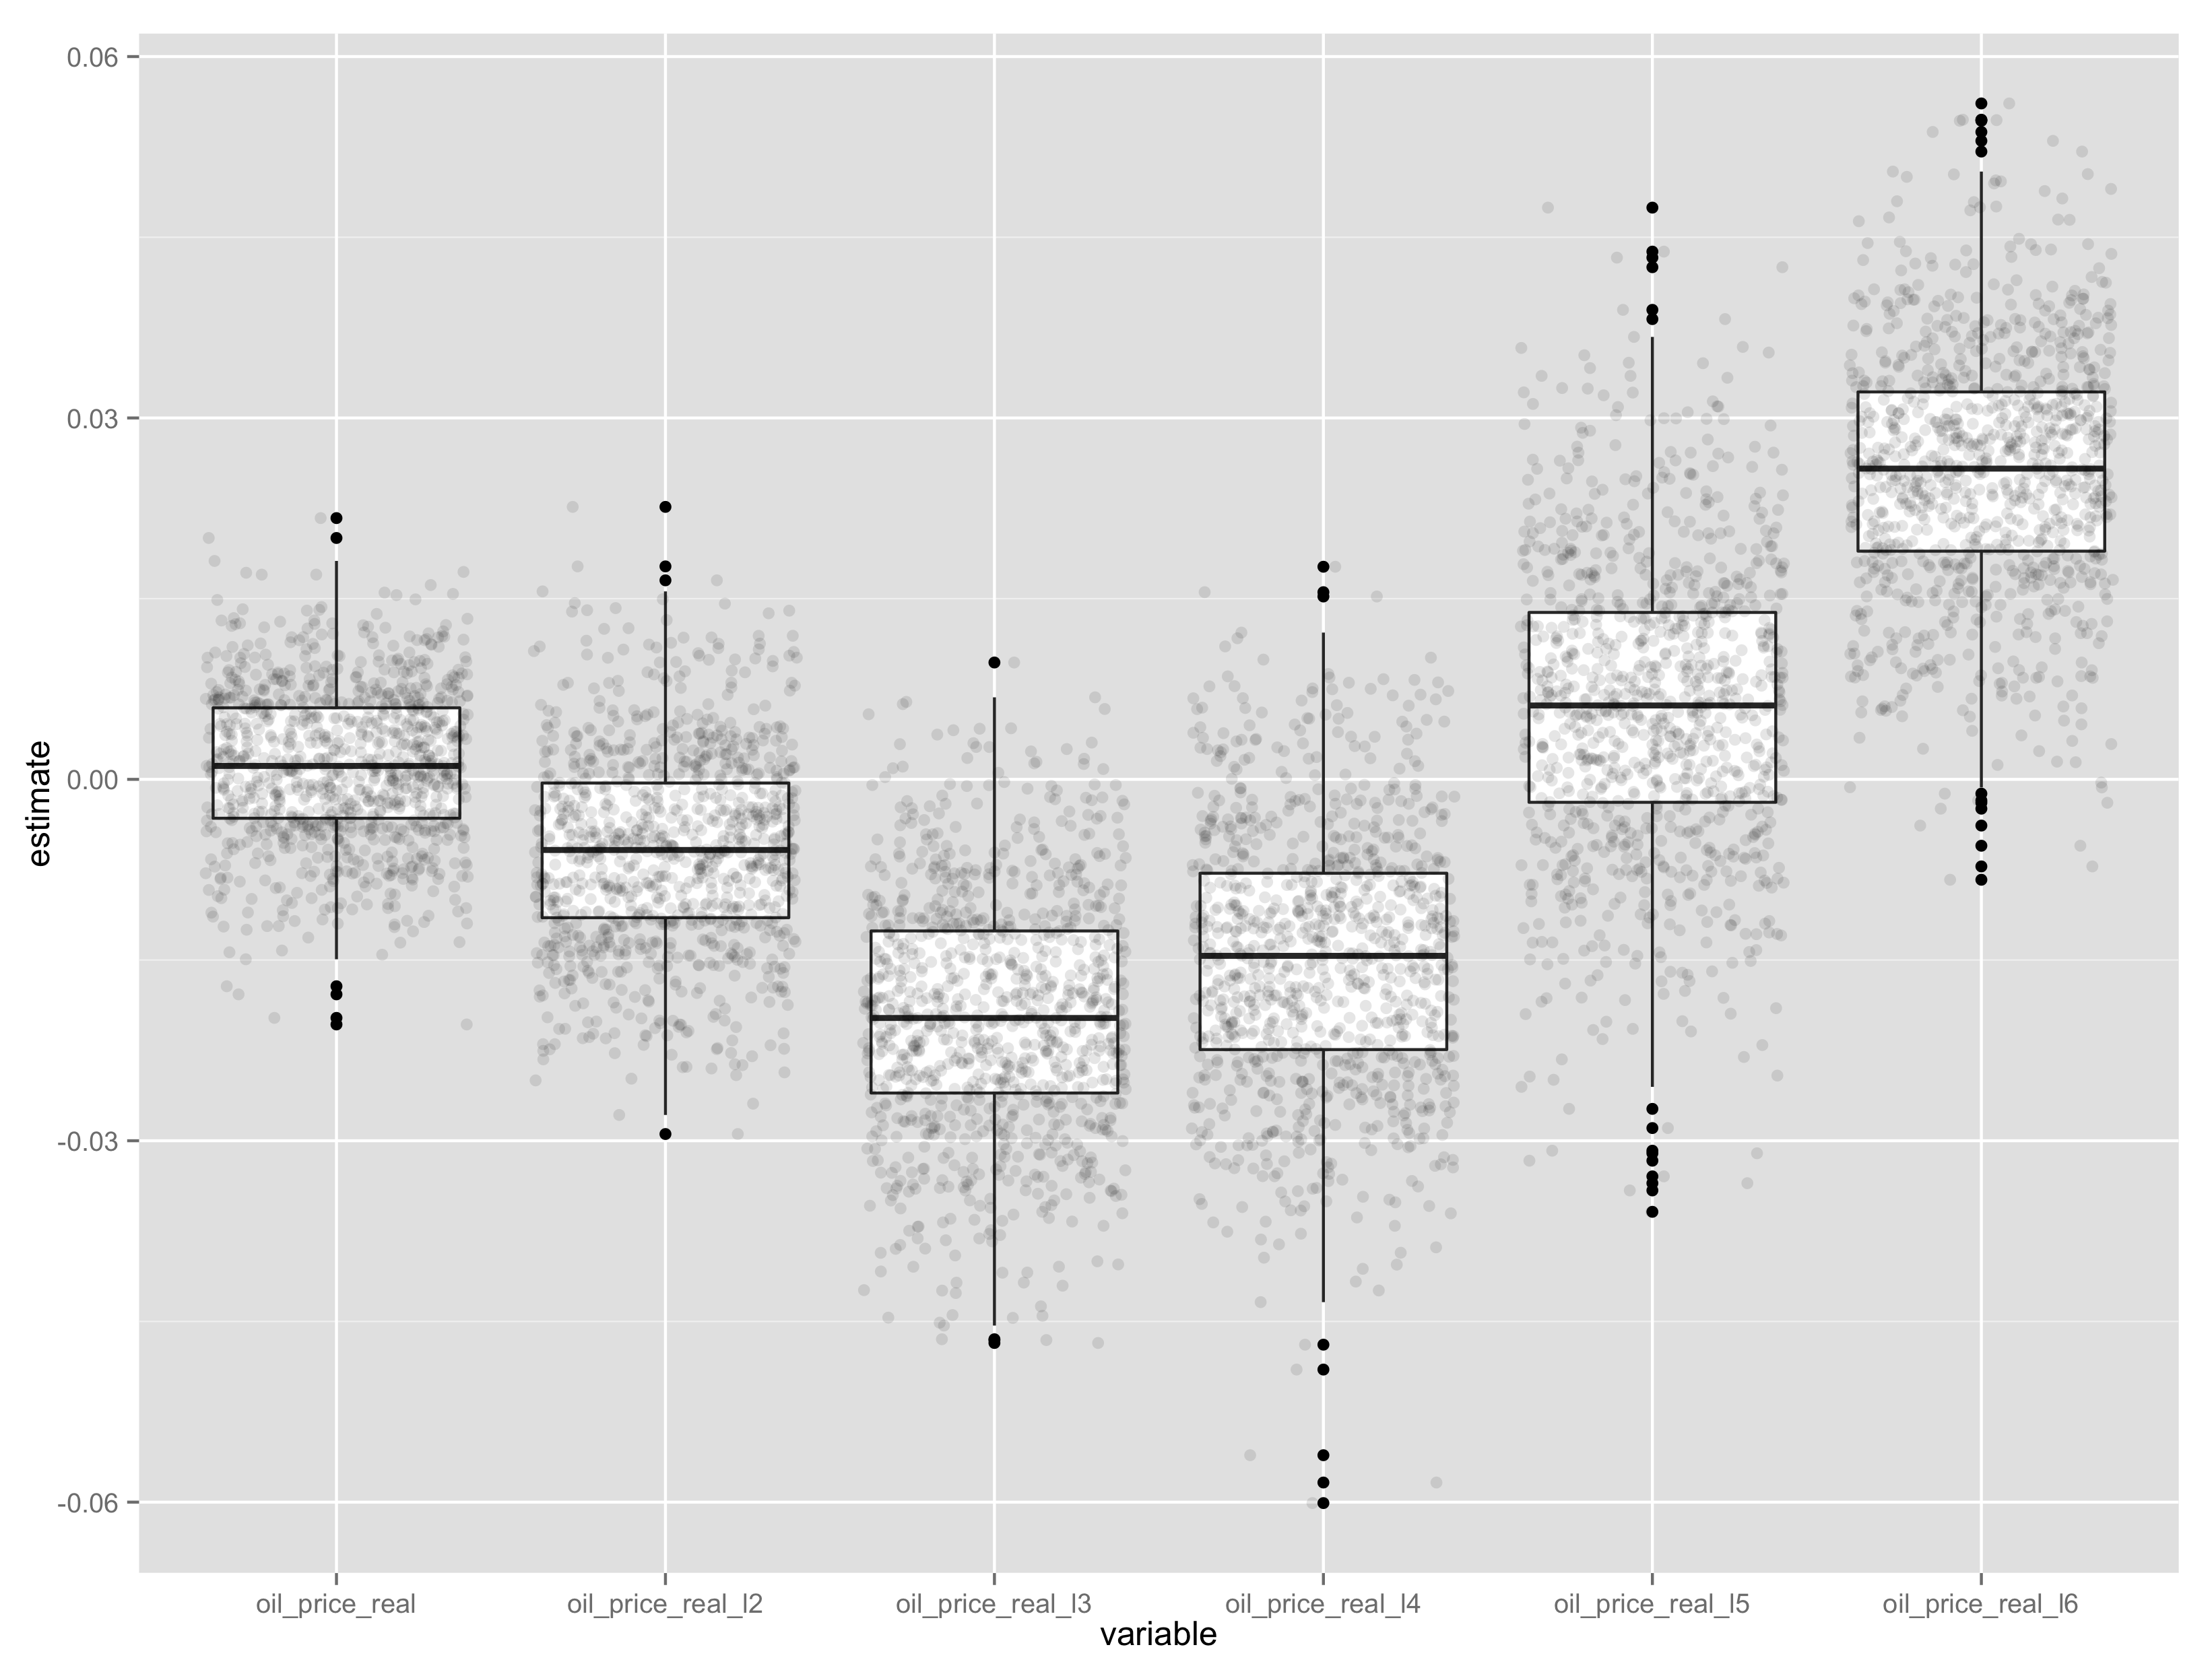 0.06
0.03
0.00
-0.03
-0.06
estimate
oil_price_real
oil_price_real_l2
oil_price_real_l3
oil_price_real_l4
oil_price_real_l5
oil_price_real_l6
variable